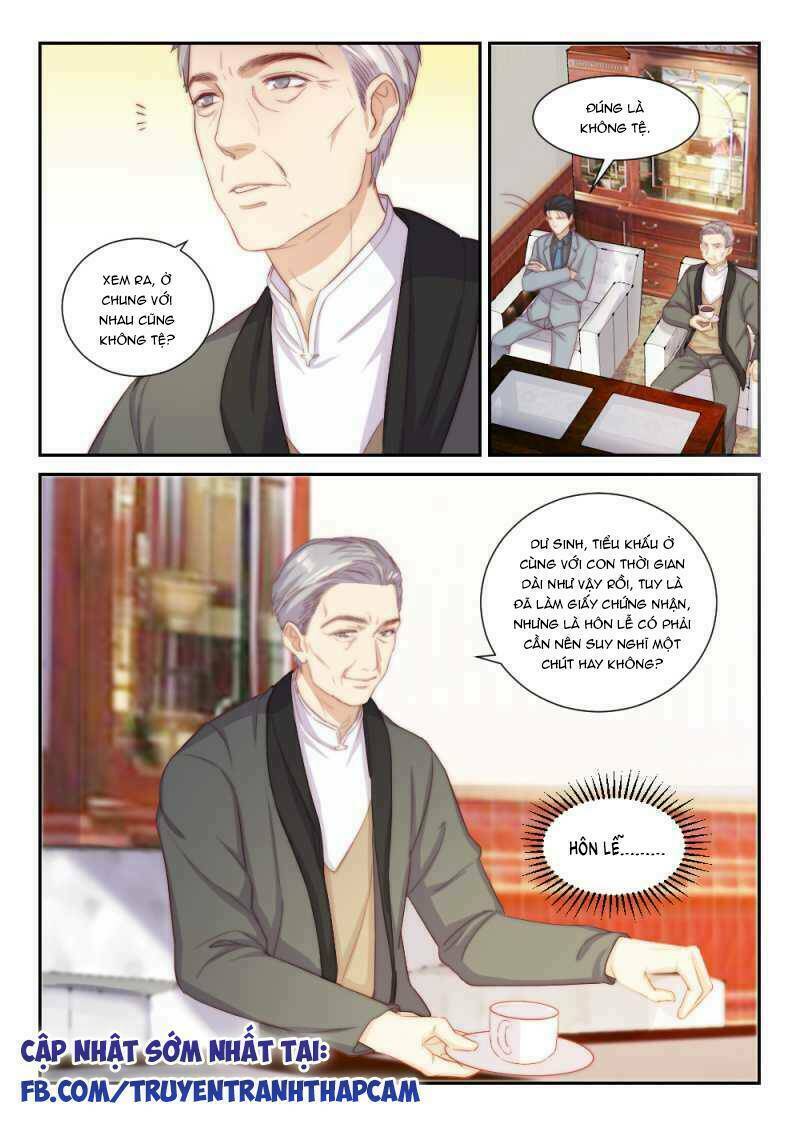 XEM RA, Ở
CHUNG VỚI
NHAU CŨNG
KHÔNG TỆ?
ĐÚNG LÀ
KHÔNG TỆ.
DƯ SINH, TIỂU KHẤU Ở
CÙNG VỚI CON THỜI GIAN
DÀI NHƯ VẬY RỒI, TUY LÀ
ĐÃ LÀM GIẤY CHỨNG NHẬN,
NHƯNG LÀ HÔN LỄ CÓ PHẢI
CẦN NÊN SUY NGHĨ MỘT
CHÚT HAY KHÔNG?
HÔN LỄ.........
CẬP NHẬT SỚM NHẤT TẠI:
FB.COM/TRUYENTRANHTHAPCAM